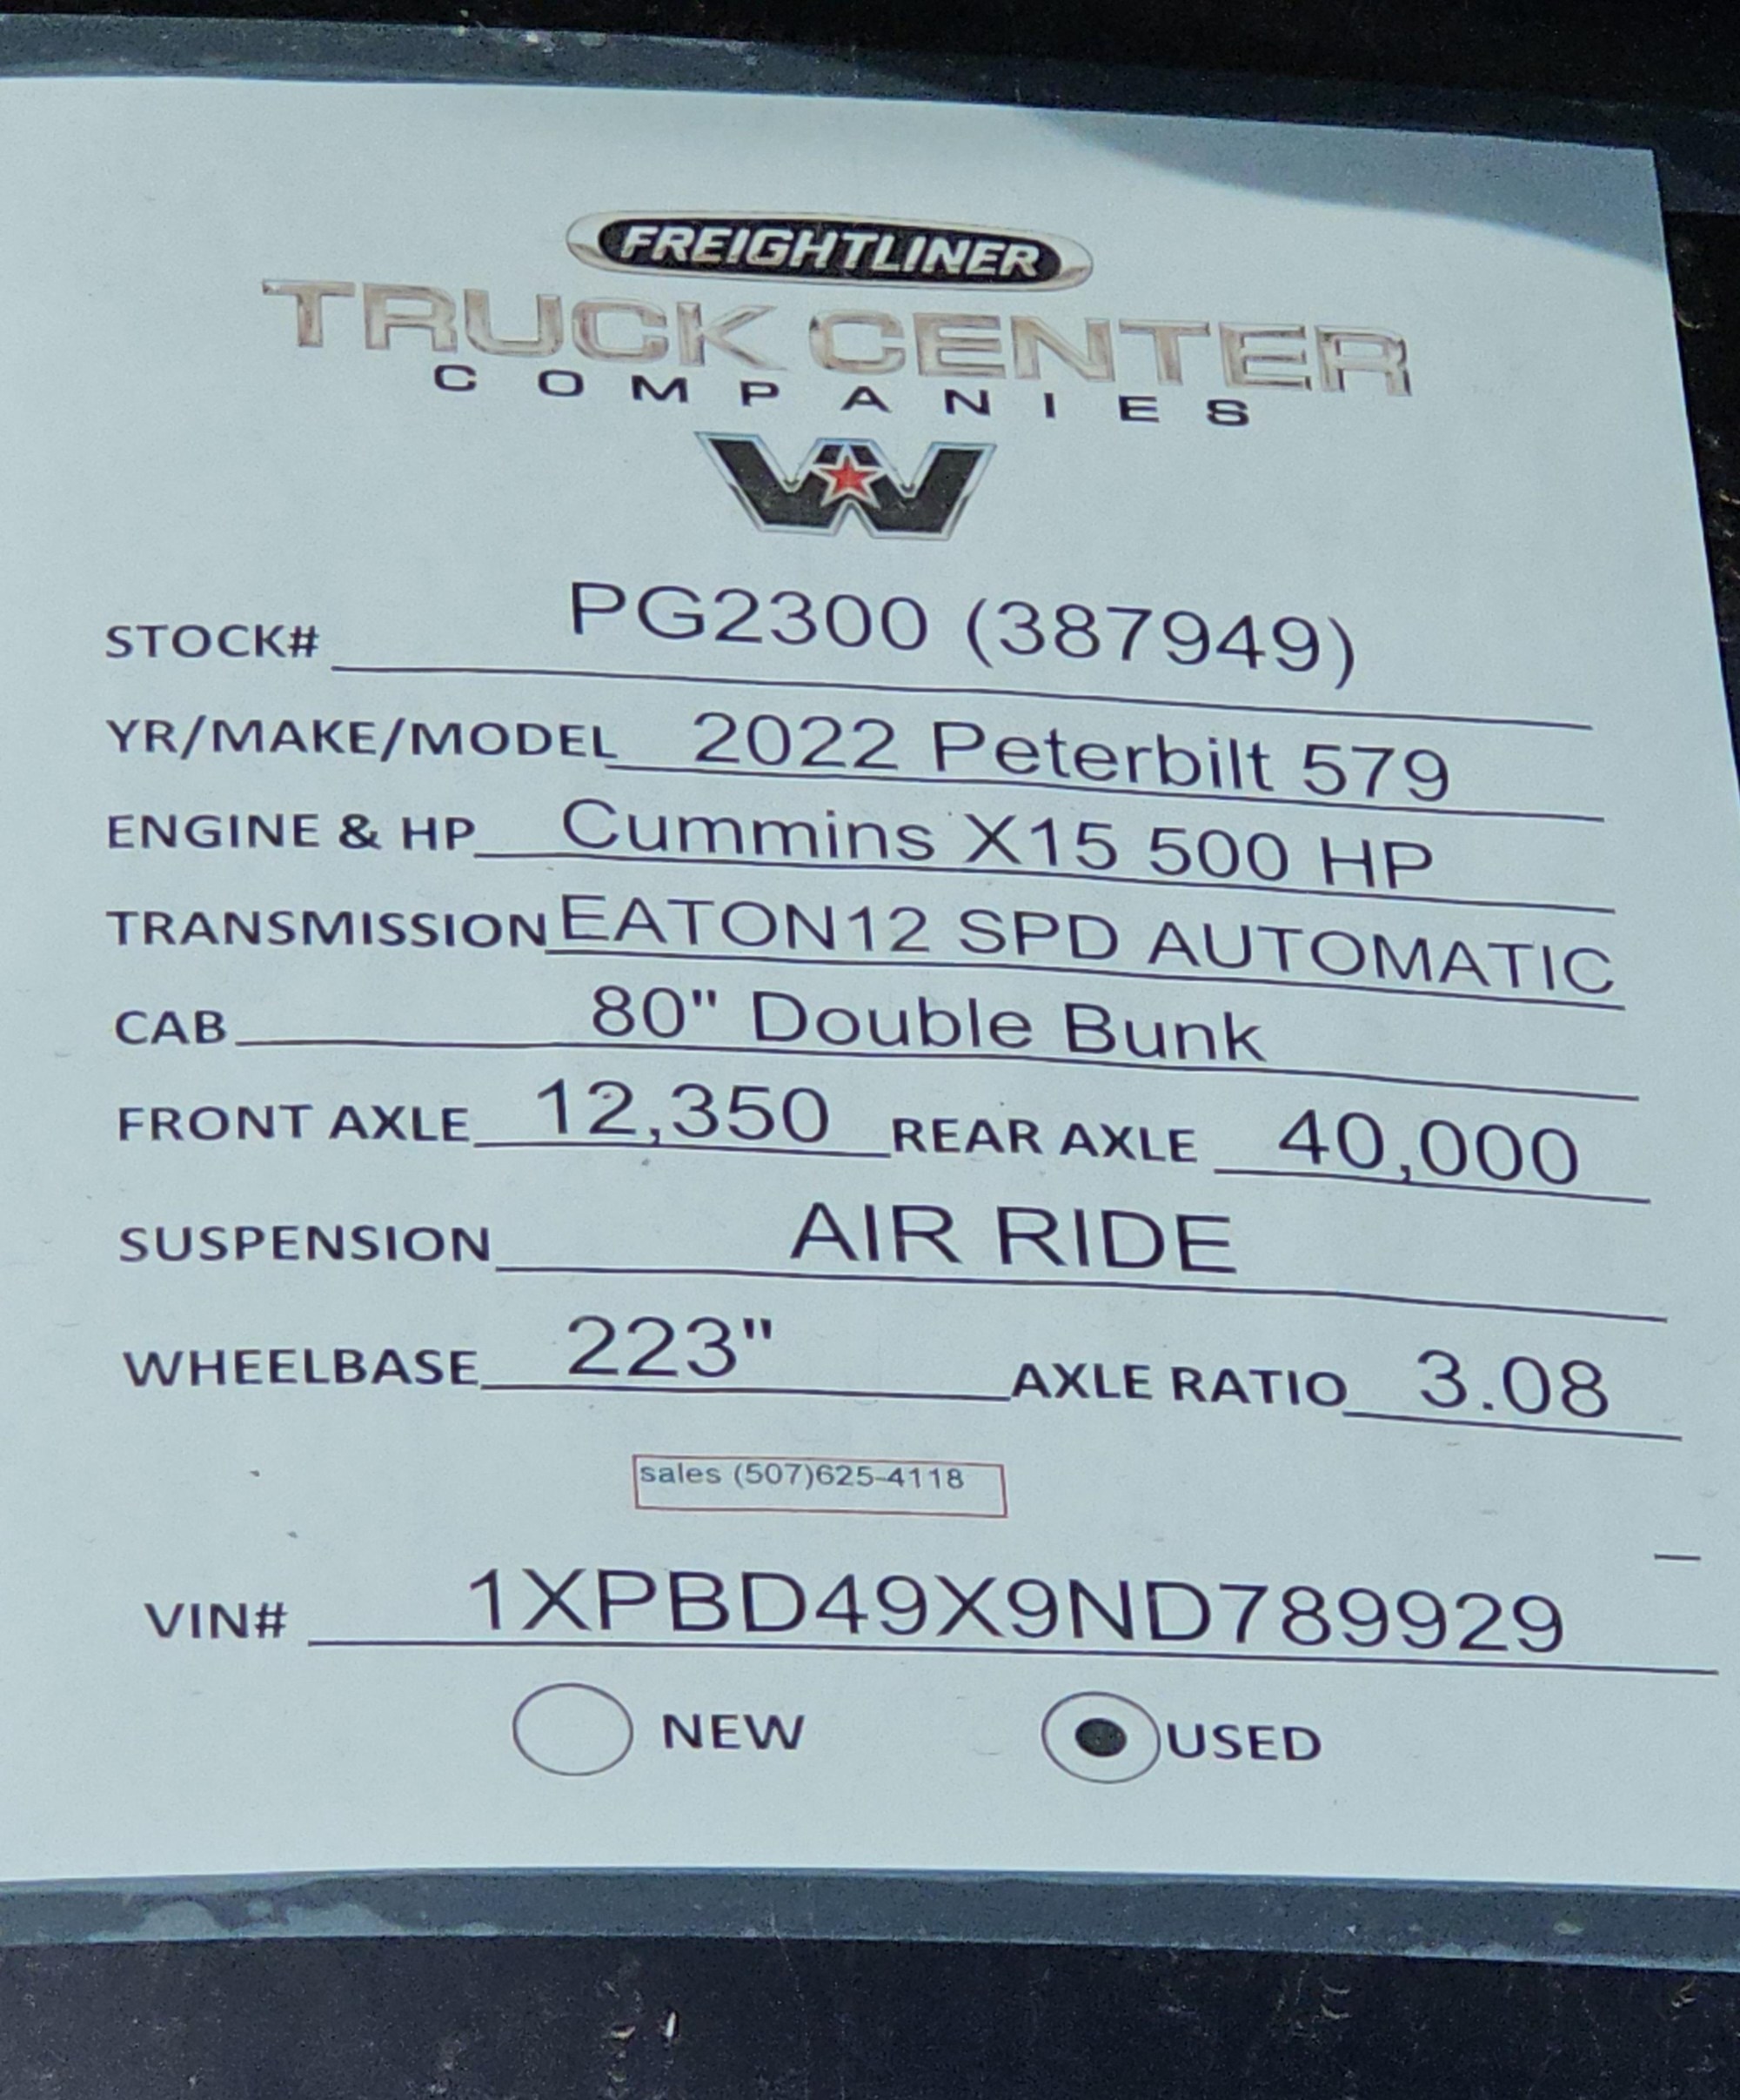 FREIGHTLINER
TRUCK CENTER
COMPANIES
STOCK# PG2300 (387949)
YR/MAKE/MODEL 2022 Peterbilt 579
ENGINE & HP Cummins X15 500 HP
TRANSMISSION EATON12 SPD AUTOMATIC
CAB 80" Double Bunk
FRONT AXLE 12,350 REAR AXLE 40,000
SUSPENSION AIR RIDE
WHEELBASE 223" AXLE RATIO 3.08
sales (507)625-4118
VIN# 1XPBD49X9ND789929
NEW USED